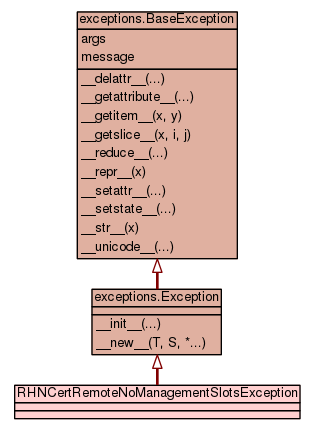 exceptions.BaseException
args
message
__delattr__(...)
__getattribute__(...)
__getitem__(x, y)
__getslice__(x, i, j)
__reduce__(...)
__repr__(x)
__setattr__(...)
__setstate__(...)
__str__(x)
__unicode__(...)
exceptions.Exception
__init__(...)
__new__(T, S, *...)
RHNCertRemoteNoManagementSlotsException